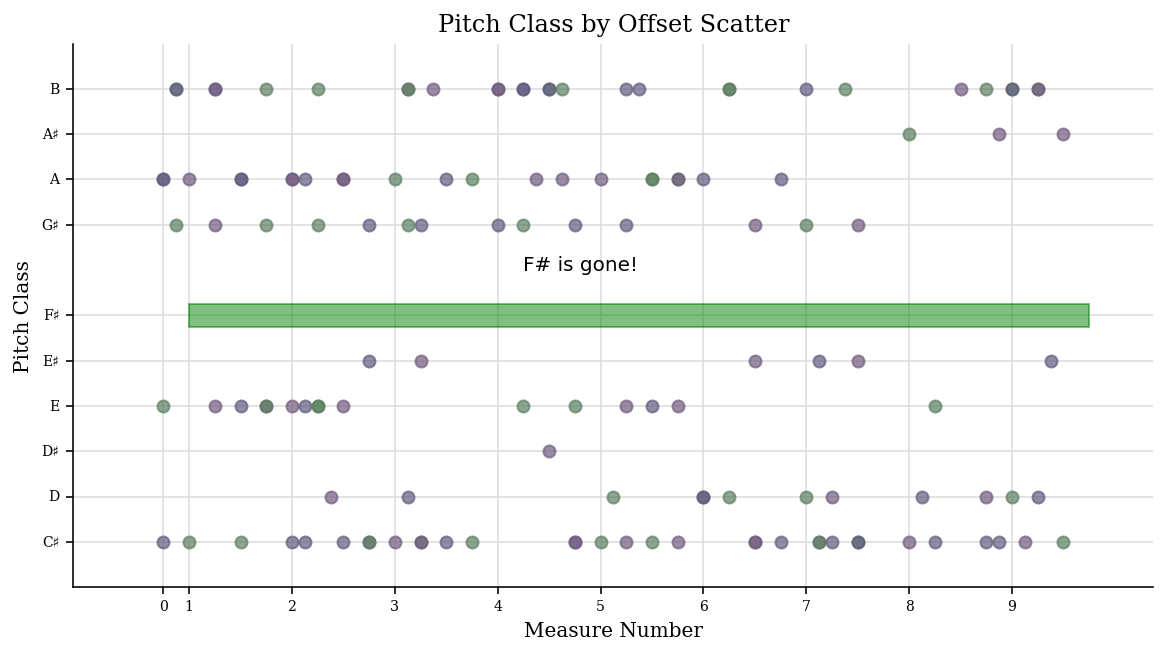 Pitch Class by Offset Scatter
B
A♯
A
G♯
F# is gone!
F♯
E♯
E
D♯
D
C♯
Pitch Class
0 1 2 3 4 5 6 7 8 9
Measure Number